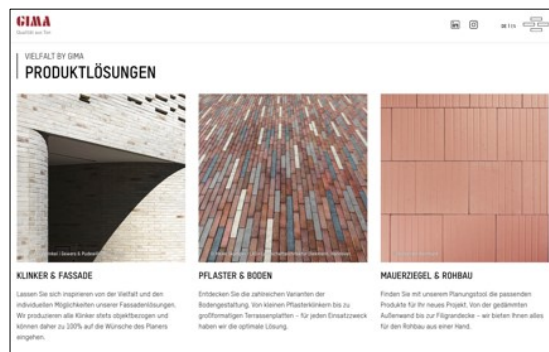 GIMA
Qualität aus Ton
DE | EN
VIELFALT BY GIMA
PRODUKTLÖSUNGEN
KLINKER & FASSADE
Lassen Sie sich inspirieren von der Vielfalt und den
individuellen Möglichkeiten unserer Fassadenlösungen.
Wir produzieren alle Klinker stets objektbezogen und
können daher zu 100% auf die Wünsche des Planers
eingehen.
PFLASTER & BODEN
Entdecken Sie die zahlreichen Varianten der
Bodengestaltung. Von kleinen Pflasterklinkern bis zu
großformatigen Terrassenplatten – für jeden Einsatzzweck
haben wir die optimale Lösung.
MAUERZIEGEL & ROHBAU
Finden Sie mit unserem Planungstool die passenden
Produkte für Ihr neues Projekt. Von der gedämmten
Außenwand bis zur Filigrandecke – wir bieten Ihnen alles
für den Rohbau aus einer Hand.